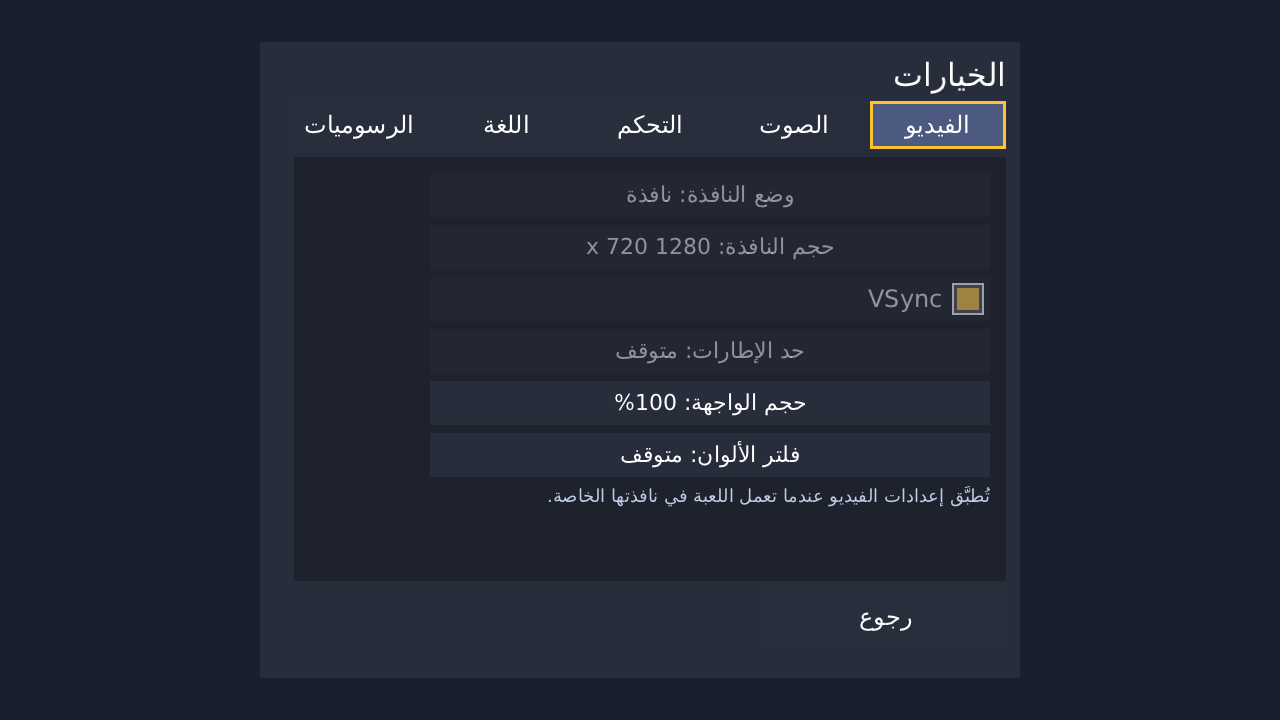 الخيارات
الفيديو الصوت التحكم اللغة الرسوميات
وضع النافذة: نافذة
حجم النافذة: 1280 x 720
VSync
حد الإطارات: متوقف
حجم الواجهة: 100%
فلتر الألوان: متوقف
تُطبَّق إعدادات الفيديو عندما تعمل اللعبة في نافذتها الخاصة.
رجوع